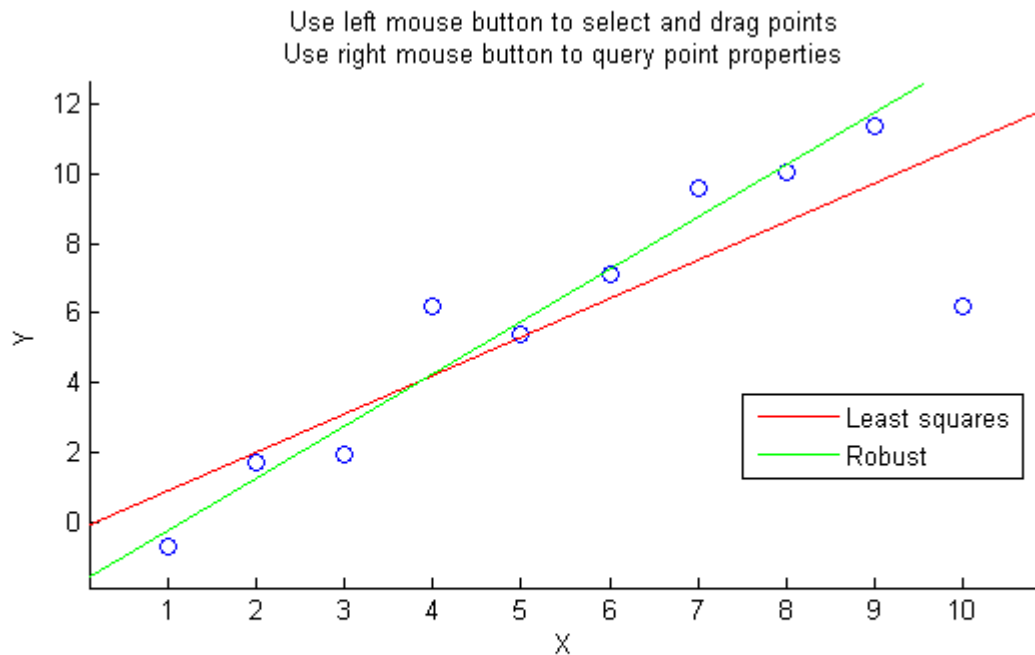 Use left mouse button to select and drag points
Use right mouse button to query point properties
12
10
8
6
4
2
0
Y
Least squares
Robust
1 2 3 4 5 6 7 8 9 10
X